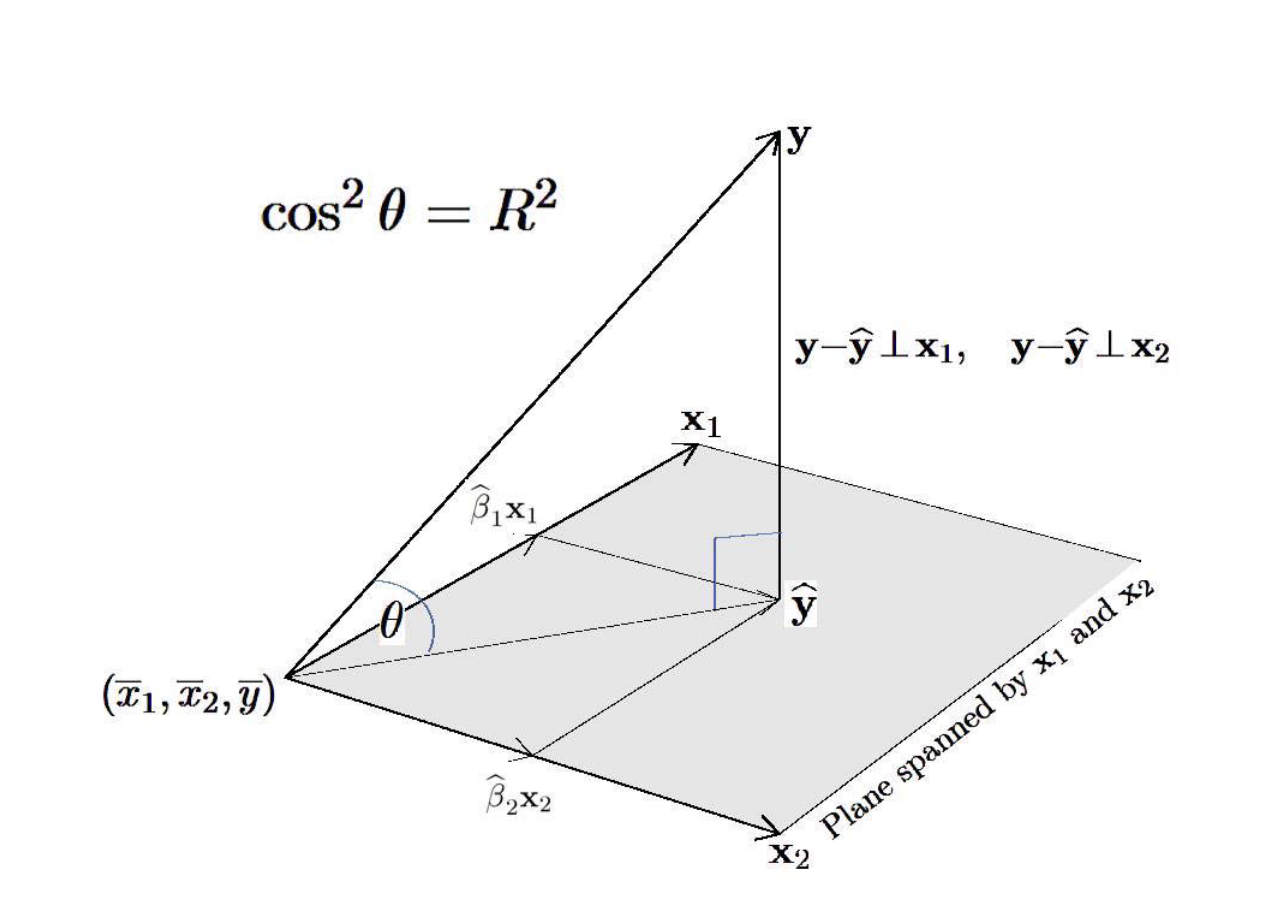 y
cos² θ = R²
y−ŷ ⊥ x₁, y−ŷ ⊥ x₂
x₁
β̂₁x₁
θ
ŷ
(x̅₁, x̅₂, y̅)
Plane spanned by x₁ and x₂
β̂₂x₂
x₂